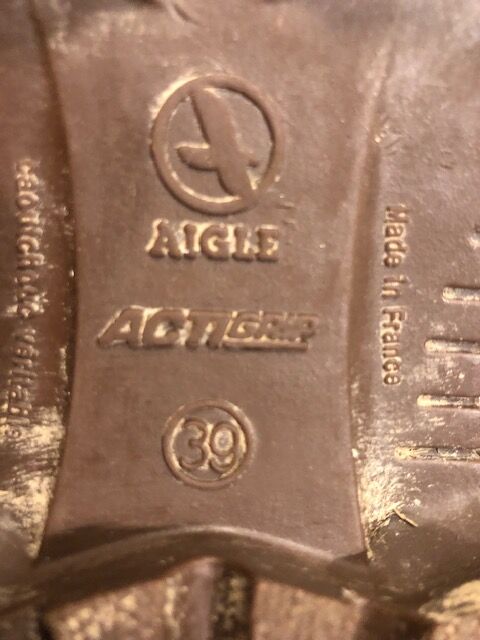 AIGLE
ACTIGRIP
39
Made in France
caoutchouc véritable